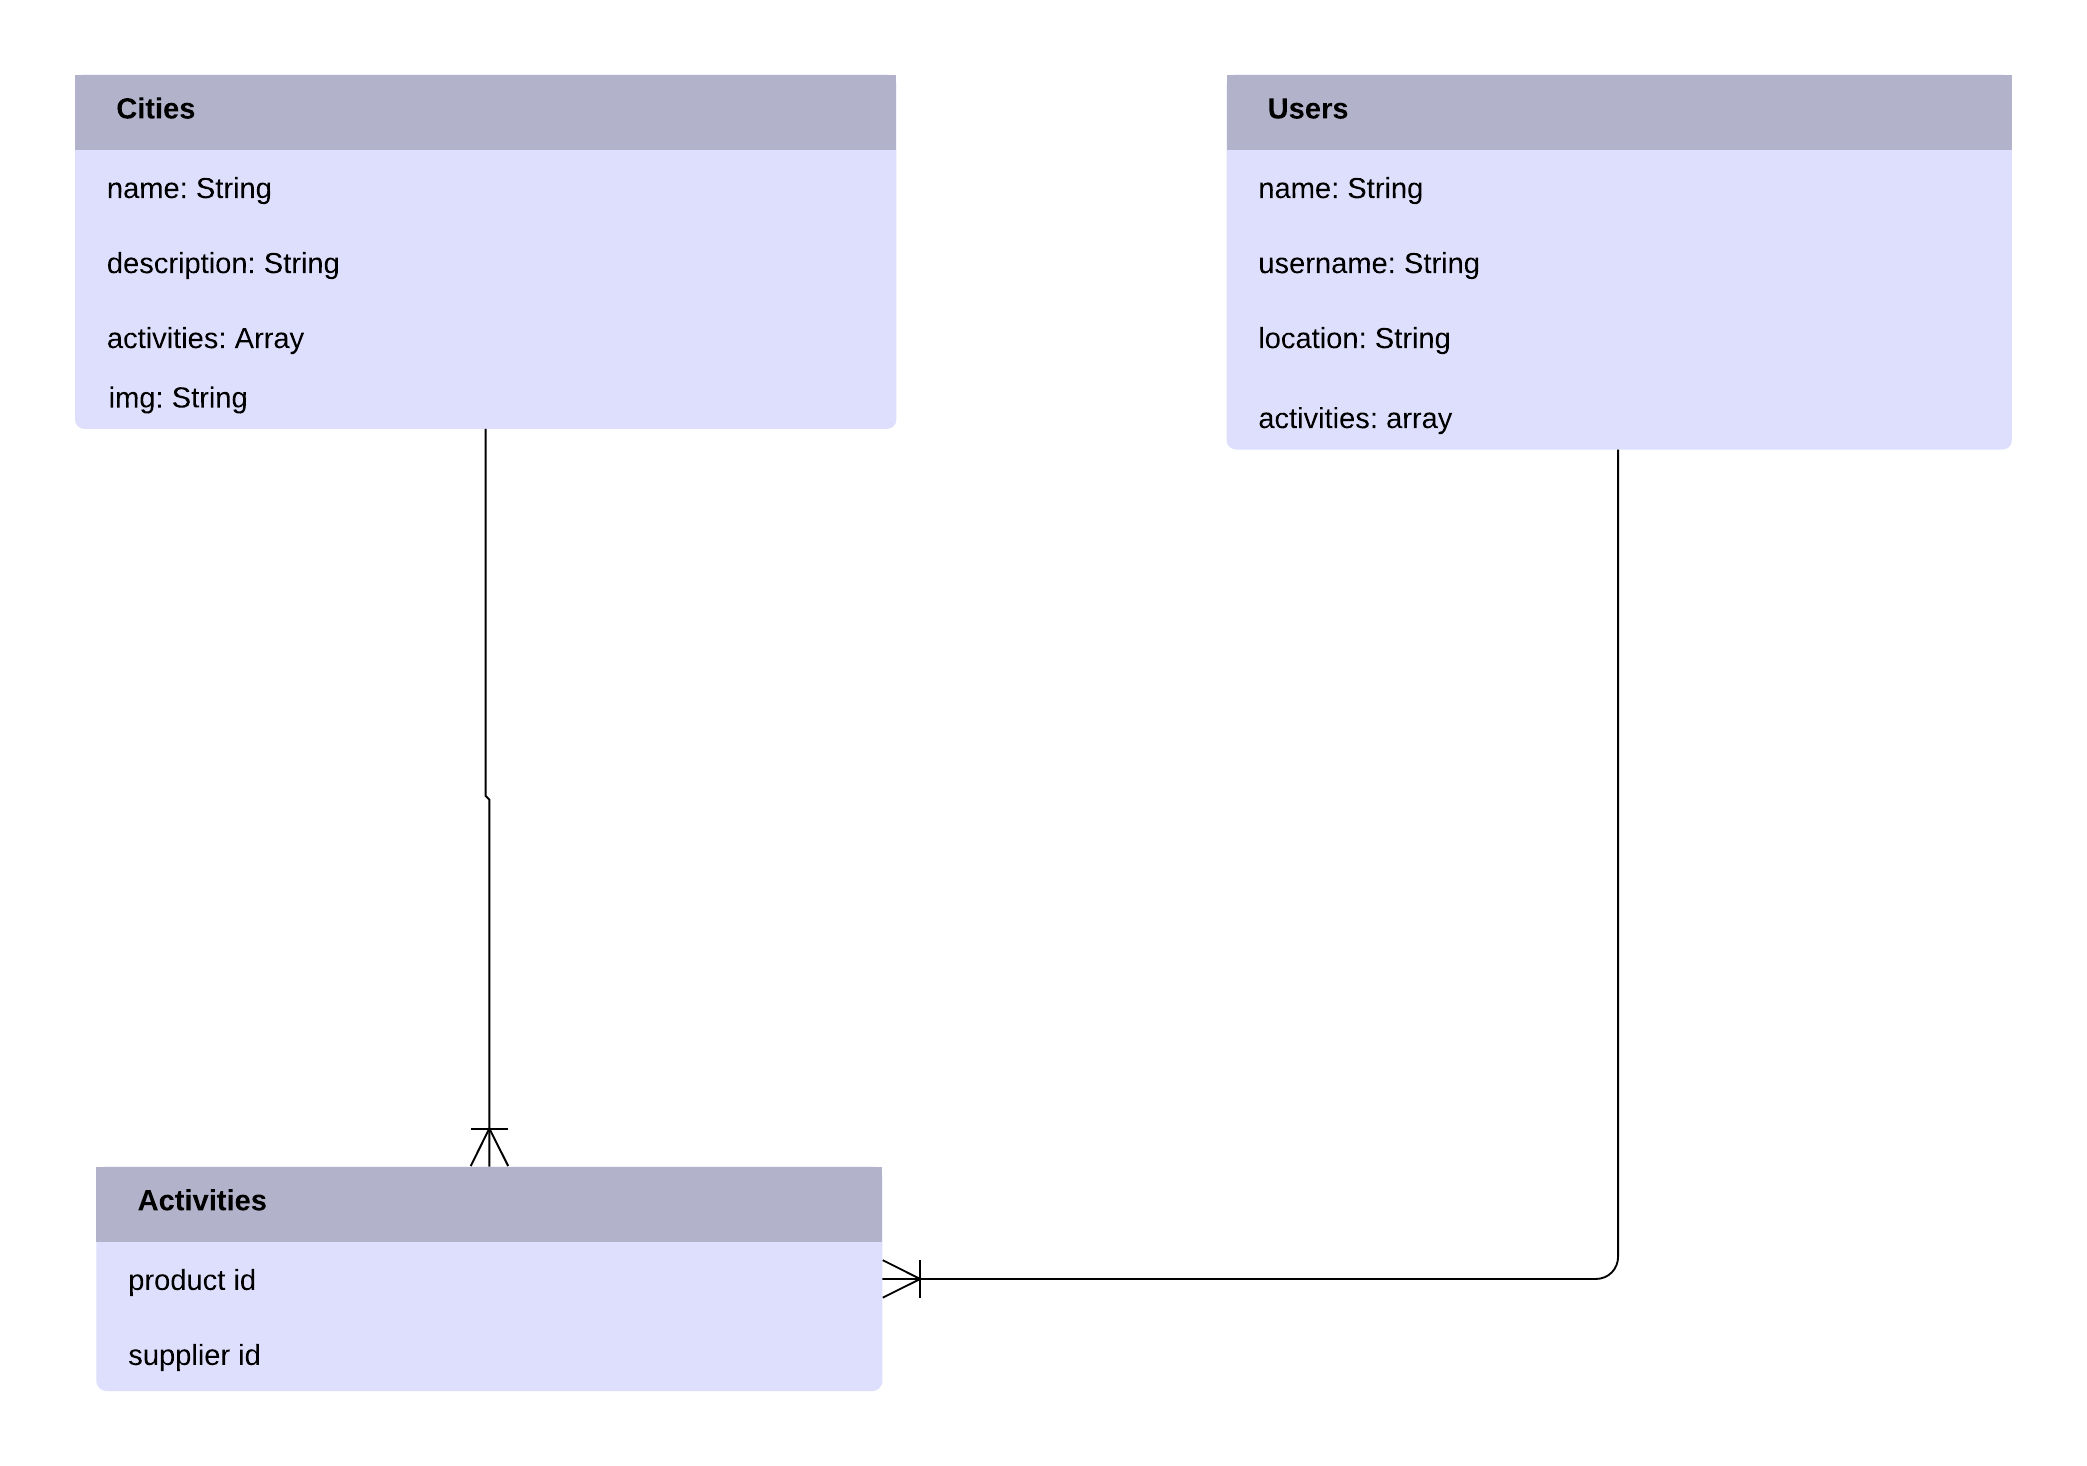 Cities
name: String
description: String
activities: Array
img: String
Users
name: String
username: String
location: String
activities: array
Activities
product id
supplier id